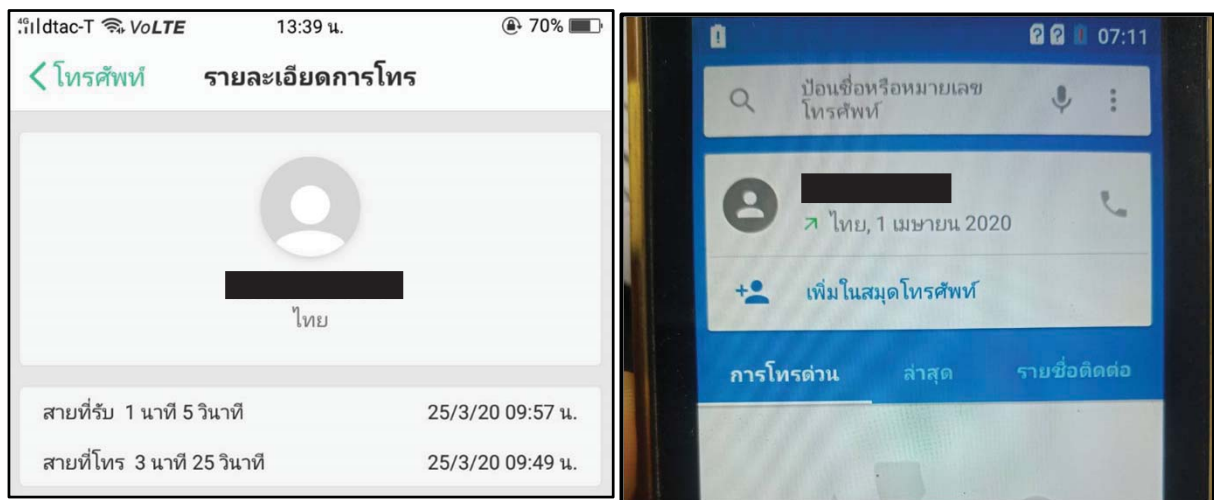 4G dtac-T VoLTE 13:39 น. 70%
โทรศัพท์ รายละเอียดการโทร
ไทย
สายที่รับ 1 นาที 5 วินาที 25/3/20 09:57 น.
สายที่โทร 3 นาที 25 วินาที 25/3/20 09:49 น.
07:11
ป้อนชื่อหรือหมายเลข
โทรศัพท์
ไทย, 1 เมษายน 2020
เพิ่มในสมุดโทรศัพท์
การโทรด่วน ล่าสุด รายชื่อติดต่อ